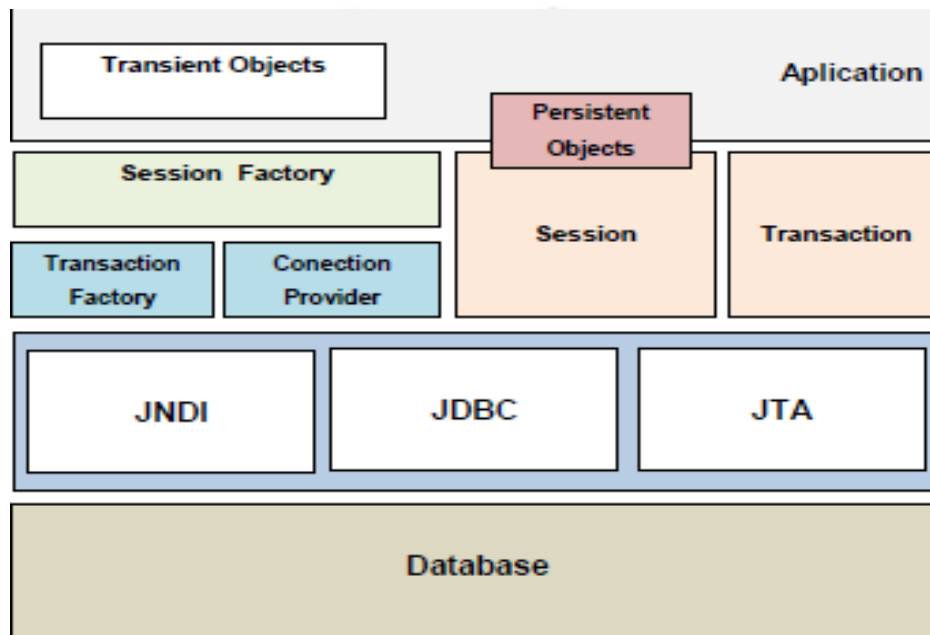 Transient Objects
Aplication
Persistent
Objects
Session Factory
Session
Transaction
Transaction
Factory
Conection
Provider
JNDI
JDBC
JTA
Database